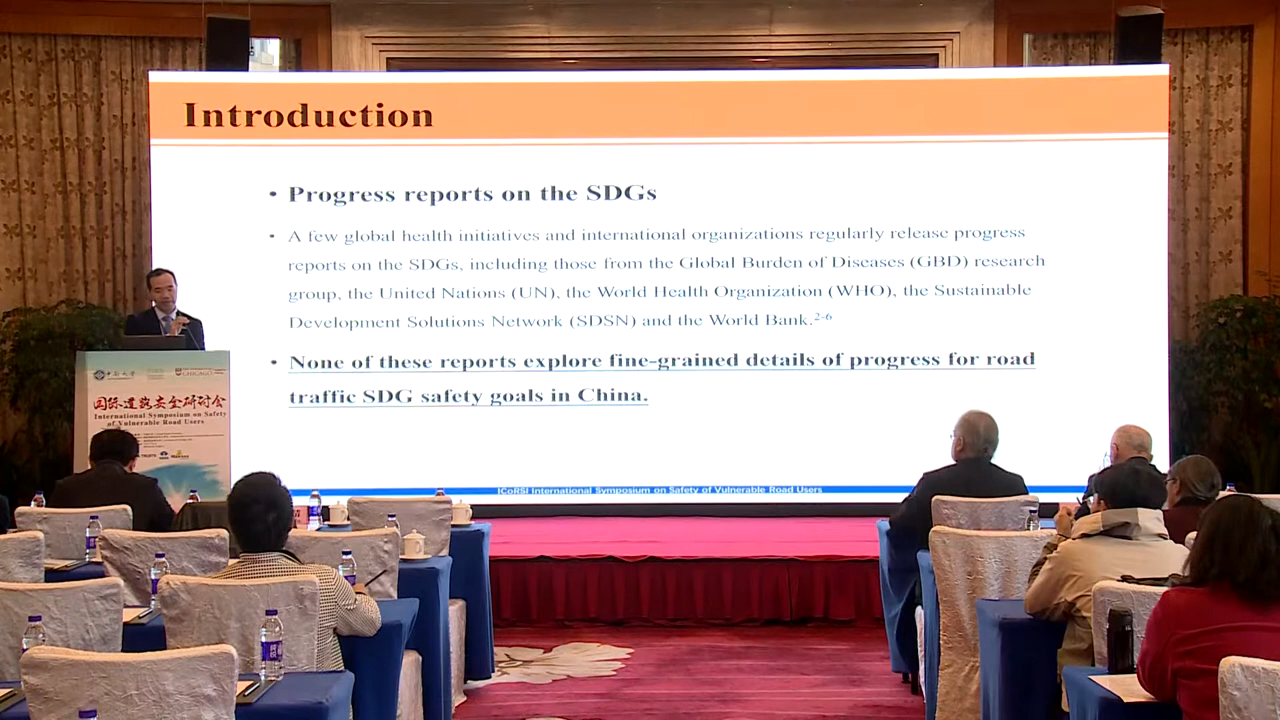 Introduction
• Progress reports on the SDGs
• A few global health initiatives and international organizations regularly release progress
reports on the SDGs, including those from the Global Burden of Diseases (GBD) research
group, the United Nations (UN), the World Health Organization (WHO), the Sustainable
Development Solutions Network (SDSN) and the World Bank.2-6
• None of these reports explore fine-grained details of progress for road
traffic SDG safety goals in China.
ICoRSI International Symposium on Safety of Vulnerable Road Users
中南大学
CHICAGO
国际道路安全研讨会
International Symposium on Safety
of Vulnerable Road Users